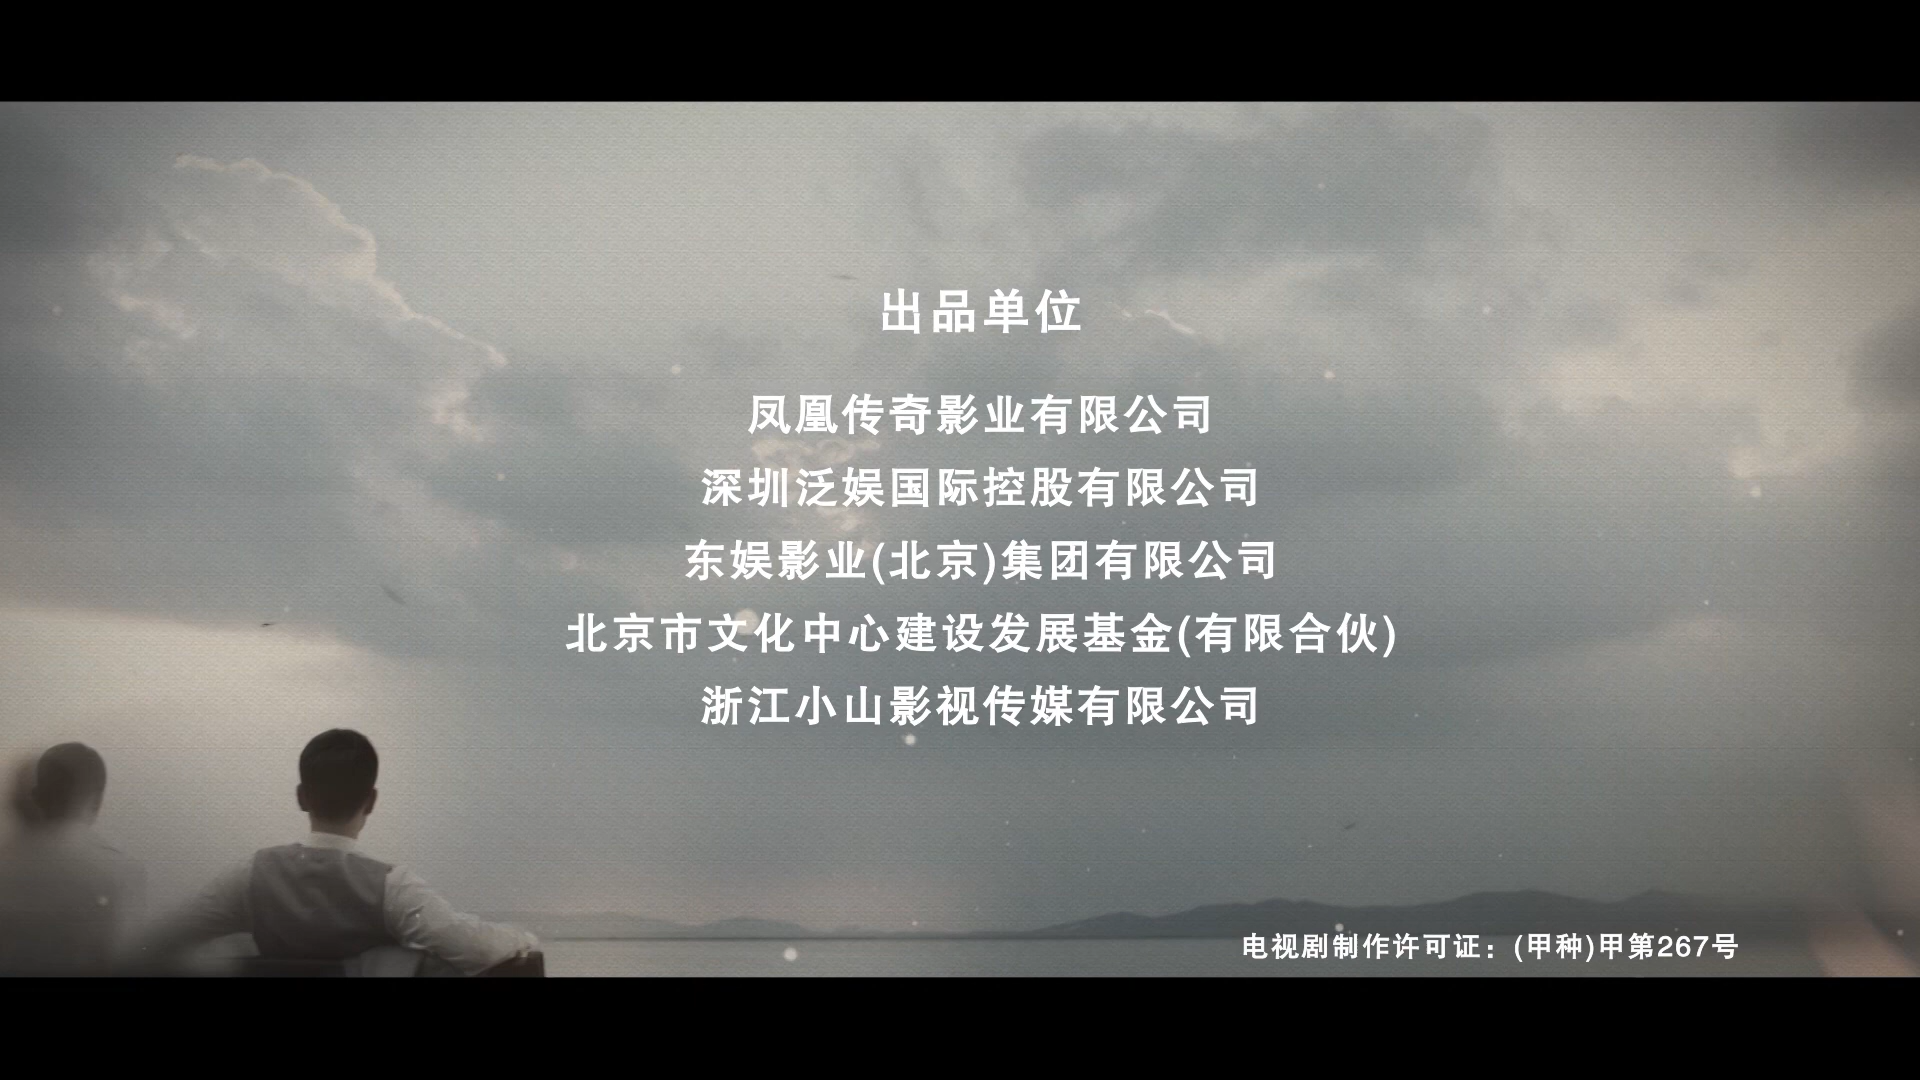 出品单位
凤凰传奇影业有限公司
深圳泛娱国际控股有限公司
东娱影业(北京)集团有限公司
北京市文化中心建设发展基金(有限合伙)
浙江小山影视传媒有限公司
电视剧制作许可证：(甲种)甲第267号